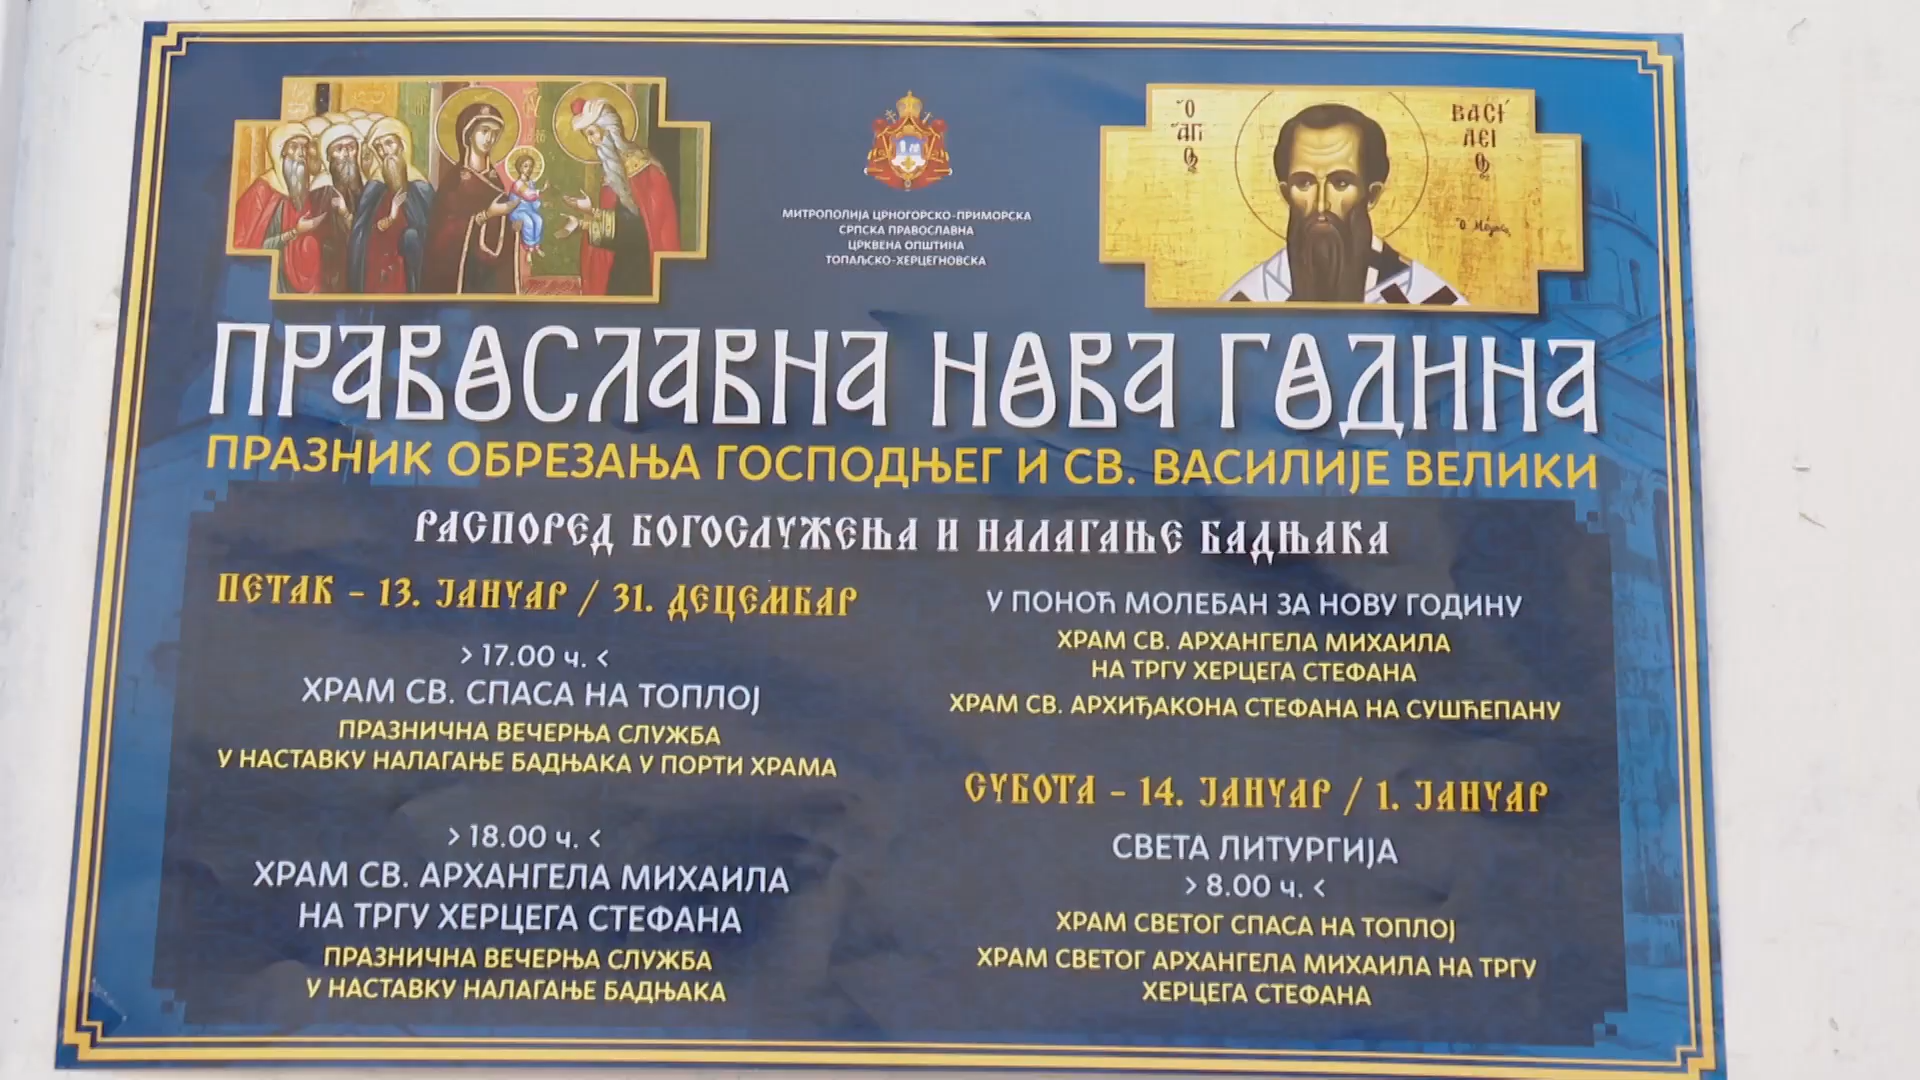 Ὁ
ἍΓΙ
ΟϹ
ΒΑϹΙ
ΛΕΙ
ΟϹ
МИТРОПОЛИЈА ЦРНОГОРСКО-ПРИМОРСКА
СРПСКА ПРАВОСЛАВНА
ЦРКВЕНА ОПШТИНА
ТОПАЉСКО-ХЕРЦЕГНОВСКА
ПРАВОСЛАВНА НОВА ГОДИНА
ПРАЗНИК ОБРЕЗАЊА ГОСПОДЊЕГ И СВ. ВАСИЛИЈЕ ВЕЛИКИ
РАСПОРЕД БОГОСЛУЖЕЊА И НАЛАГАЊЕ БАДЊАКА
ПЕТАК - 13. ЈАНУАР / 31. ДЕЦЕМБАР
> 17.00 ч. <
ХРАМ СВ. СПАСА НА ТОПЛОЈ
ПРАЗНИЧНА ВЕЧЕРЊА СЛУЖБА
У НАСТАВКУ НАЛАГАЊЕ БАДЊАКА У ПОРТИ ХРАМА
> 18.00 ч. <
ХРАМ СВ. АРХАНГЕЛА МИХАИЛА
НА ТРГУ ХЕРЦЕГА СТЕФАНА
ПРАЗНИЧНА ВЕЧЕРЊА СЛУЖБА
У НАСТАВКУ НАЛАГАЊЕ БАДЊАКА
У ПОНОЋ МОЛЕБАН ЗА НОВУ ГОДИНУ
ХРАМ СВ. АРХАНГЕЛА МИХАИЛА
НА ТРГУ ХЕРЦЕГА СТЕФАНА
ХРАМ СВ. АРХИЂАКОНА СТЕФАНА НА СУШЋЕПАНУ
СУБОТА - 14. ЈАНУАР / 1. ЈАНУАР
СВЕТА ЛИТУРГИЈА
> 8.00 ч. <
ХРАМ СВЕТОГ СПАСА НА ТОПЛОЈ
ХРАМ СВЕТОГ АРХАНГЕЛА МИХАИЛА НА ТРГУ
ХЕРЦЕГА СТЕФАНА